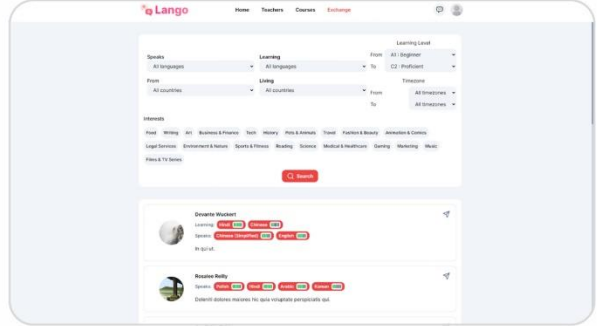 Lango
Home Teachers Courses Exchange
Learning Level
Speaks Learning From A1 - Beginner
All languages All languages To C2 - Proficient
From Living Timezone
All countries All countries From All timezones
To All timezones
Interests
Food Writing Art Business & Finance Tech History Pets & Animals Travel Fashion & Beauty Animation & Comics
Legal Services Environment & Nature Sports & Fitness Reading Science Medical & Healthcare Gaming Marketing Music
Films & TV Series
Search
Devante Wuckert
Learning: Hindi Chinese
Speaks: Chinese (Simplified) English
In qui ut.
Rosalee Reilly
Speaks: Polish Hindi Arabic Korean
Deleniti dolores maiores hic quia voluptate perspiciatis qui.